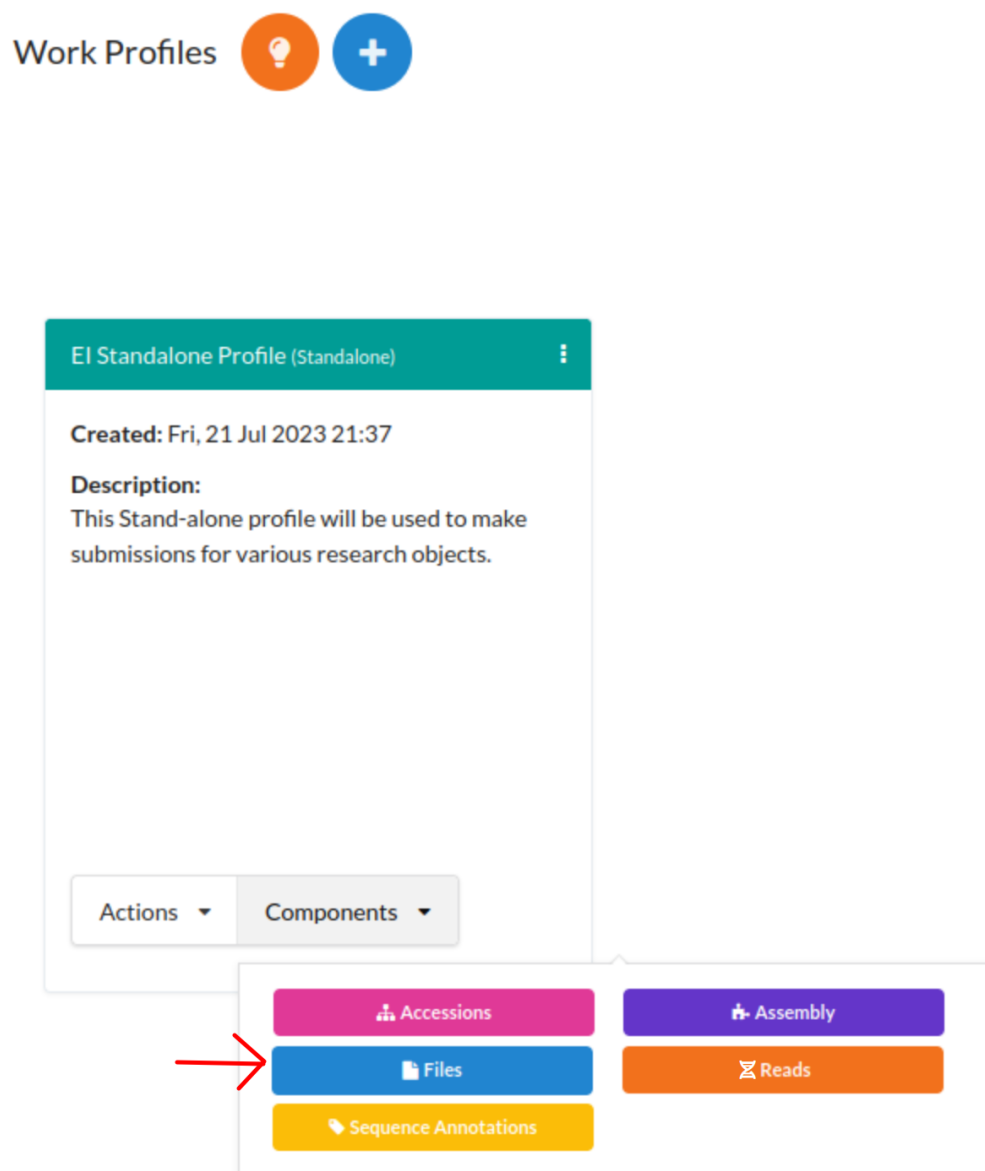 Work Profiles
EI Standalone Profile (Standalone)
Created: Fri, 21 Jul 2023 21:37
Description:
This Stand-alone profile will be used to make
submissions for various research objects.
Actions
Components
Accessions
Assembly
Files
Reads
Sequence Annotations